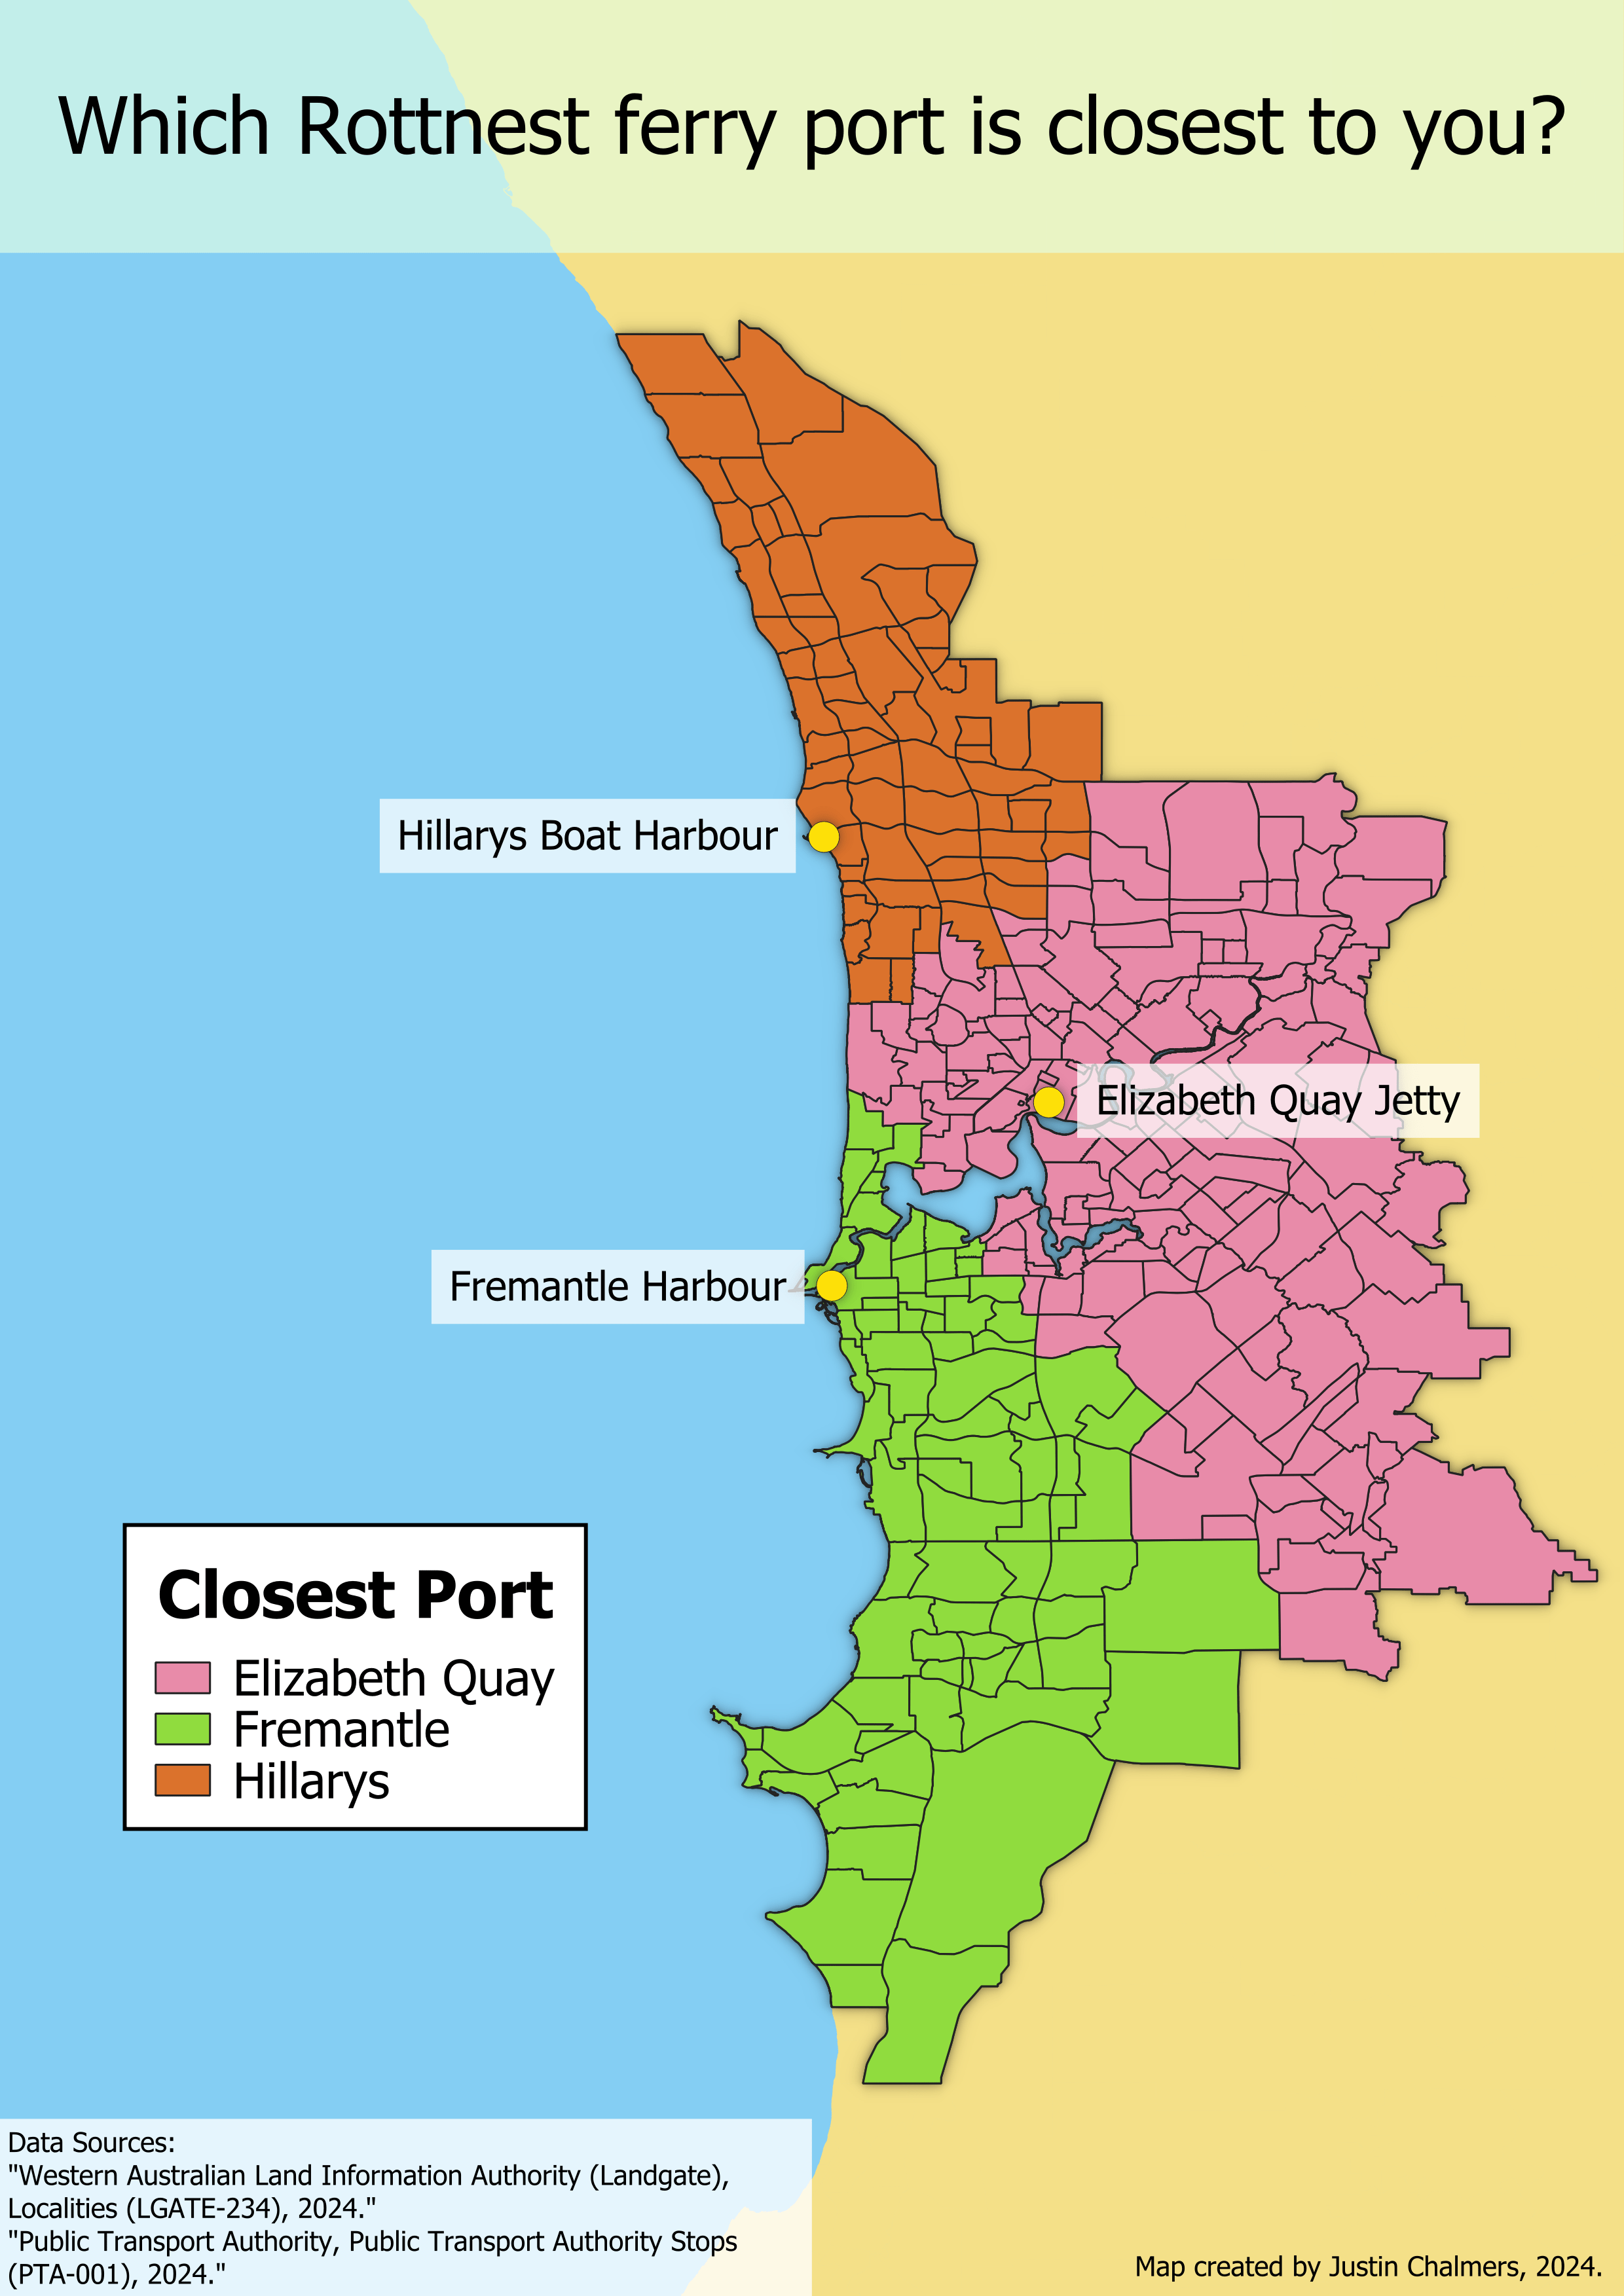 Which Rottnest ferry port is closest to you?
Hillarys Boat Harbour
Elizabeth Quay Jetty
Fremantle Harbour
Closest Port
Elizabeth Quay
Fremantle
Hillarys
Data Sources:
"Western Australian Land Information Authority (Landgate),
Localities (LGATE-234), 2024."
"Public Transport Authority, Public Transport Authority Stops
(PTA-001), 2024."
Map created by Justin Chalmers, 2024.